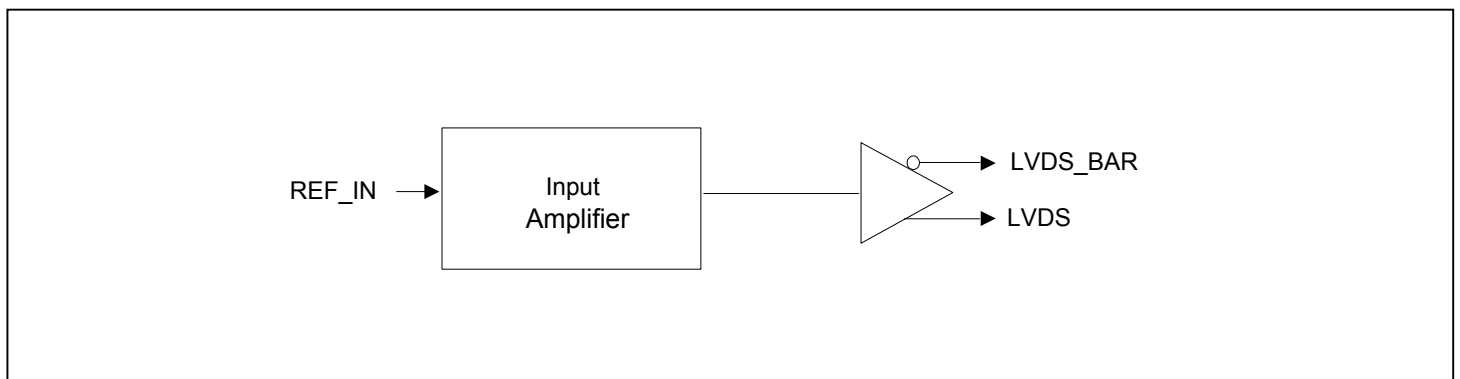 REF_IN
Input
Amplifier
LVDS_BAR
LVDS